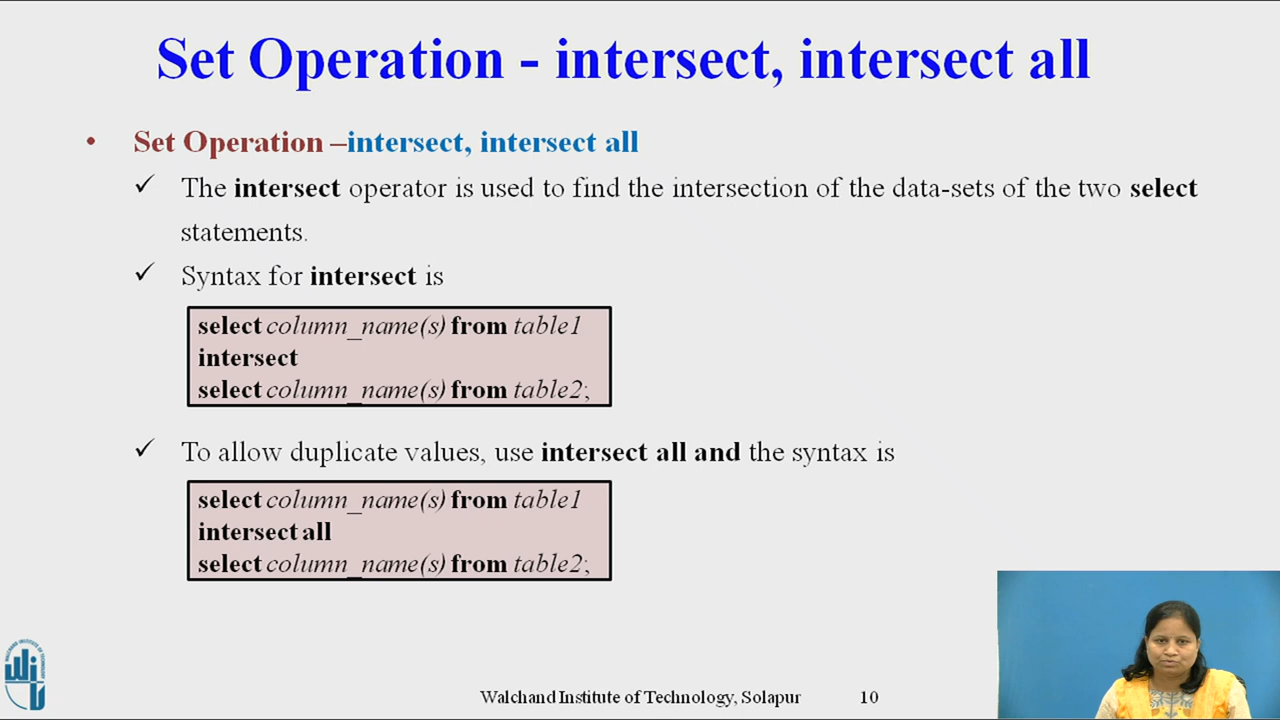 Set Operation - intersect, intersect all
• Set Operation –intersect, intersect all
✓ The intersect operator is used to find the intersection of the data-sets of the two select
statements.
✓ Syntax for intersect is
select column_name(s) from table1
intersect
select column_name(s) from table2;
✓ To allow duplicate values, use intersect all and the syntax is
select column_name(s) from table1
intersect all
select column_name(s) from table2;
Walchand Institute of Technology, Solapur 10